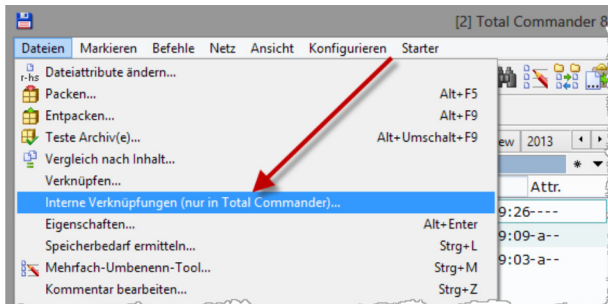 [2] Total Commander 8
Dateien Markieren Befehle Netz Ansicht Konfigurieren Starter
r-hs Dateiattribute ändern...
Packen... Alt+F5
Entpacken... Alt+F9
Teste Archiv(e)... Alt+Umschalt+F9
ew 2013
Vergleich nach Inhalt...
* ▼
Verknüpfen...
Attr.
Interne Verknüpfungen (nur in Total Commander)...
9:26----
Eigenschaften... Alt+Enter
9:09-a--
Speicherbedarf ermitteln... Strg+L
Mehrfach-Umbenenn-Tool... Strg+M
9:03-a--
Kommentar bearbeiten... Strg+Z